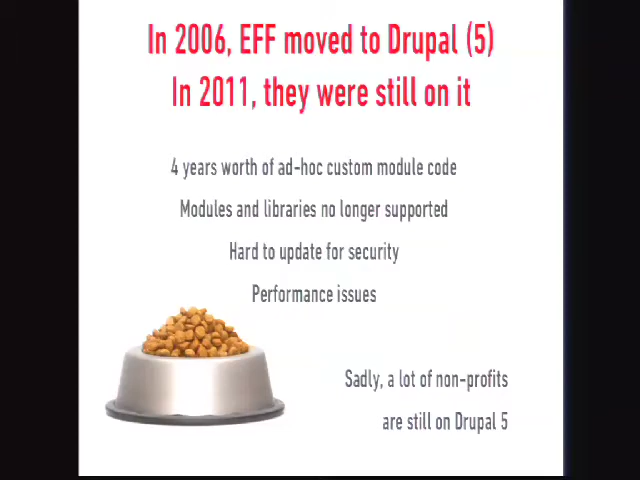 In 2006, EFF moved to Drupal (5)
In 2011, they were still on it
4 years worth of ad-hoc custom module code
Modules and libraries no longer supported
Hard to update for security
Performance issues
Sadly, a lot of non-profits
are still on Drupal 5